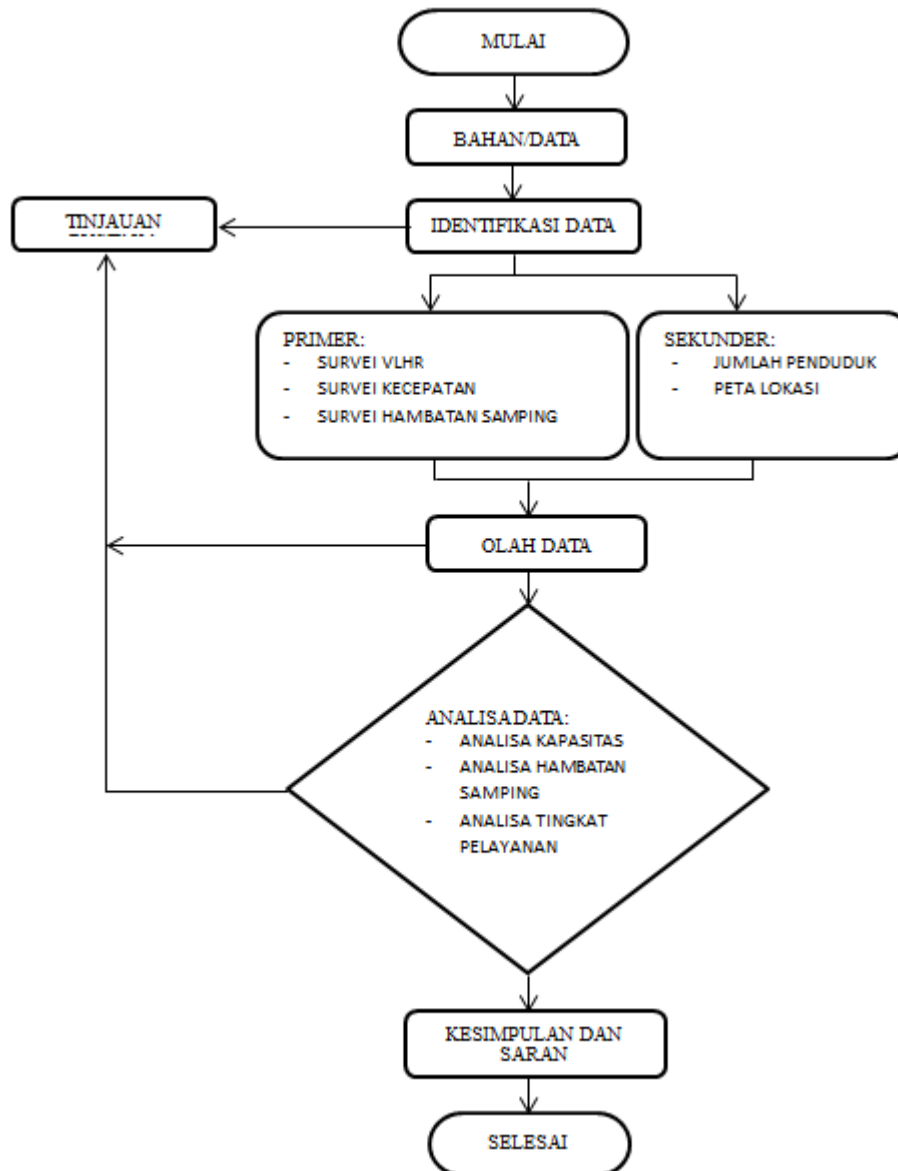 MULAI
BAHAN/DATA
IDENTIFIKASI DATA
TINJAUAN
PRIMER:
- SURVEI VLHR
- SURVEI KECEPATAN
- SURVEI HAMBATAN SAMPING
SEKUNDER:
- JUMLAH PENDUDUK
- PETA LOKASI
OLAH DATA
ANALISA DATA:
- ANALISA KAPASITAS
- ANALISA HAMBATAN
SAMPING
- ANALISA TINGKAT
PELAYANAN
KESIMPULAN DAN
SARAN
SELESAI